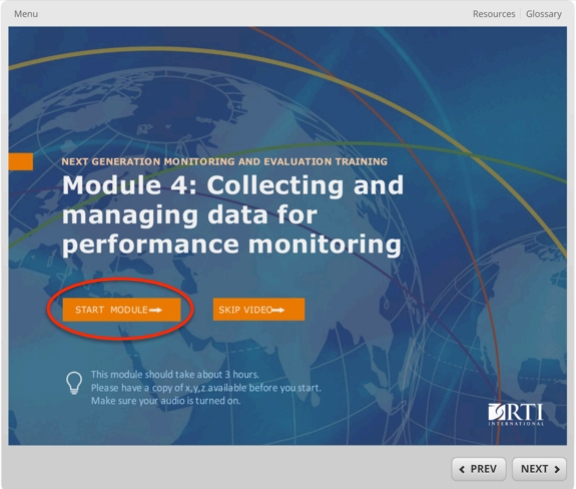 Menu
Resources Glossary
NEXT GENERATION MONITORING AND EVALUATION TRAINING
Module 4: Collecting and
managing data for
performance monitoring
START MODULE
SKIP VIDEO
This module should take about 3 hours.
Please have a copy of x,y,z available before you start.
Make sure your audio is turned on.
RTI
INTERNATIONAL
PREV NEXT